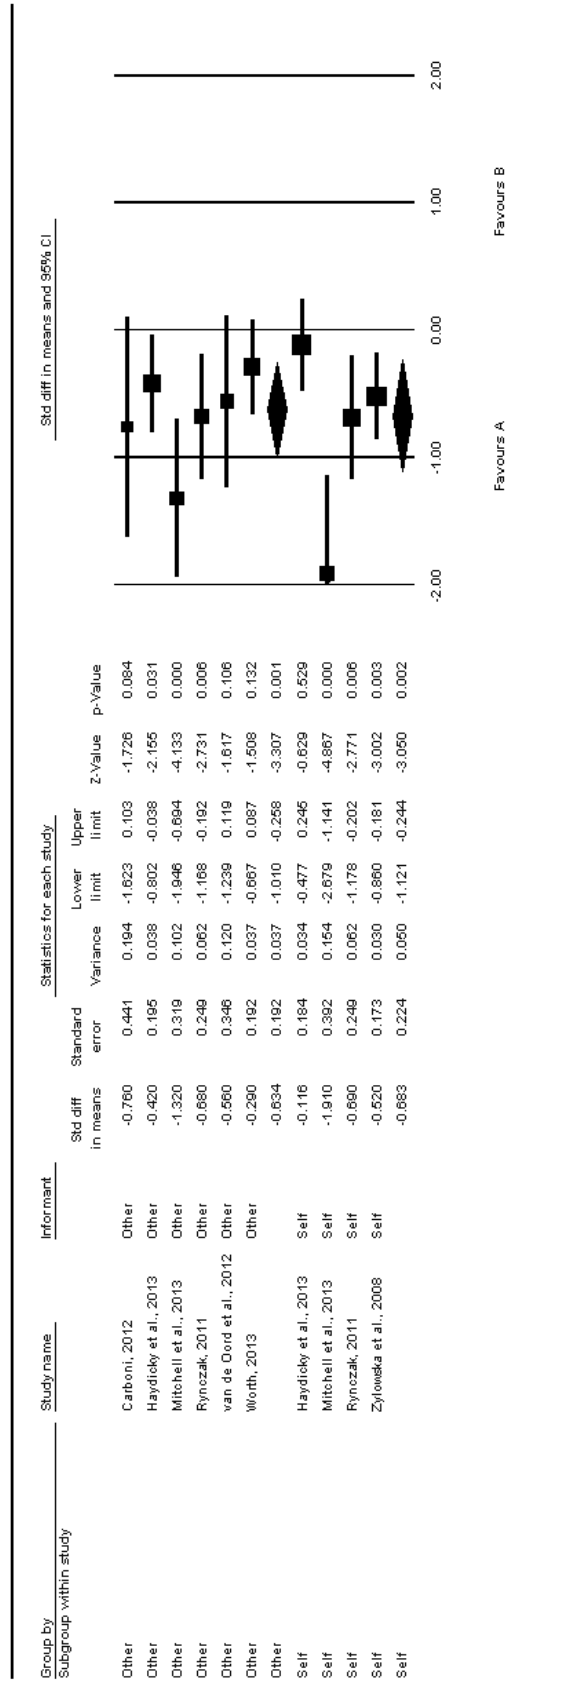 Group by Study name Informant Statistics for each study Std diff in means and 95% CI
Subgroup within study
Std diff in means Standard error Variance Lower limit Upper limit Z-Value p-Value
Other Carboni, 2012 Other -0.760 0.441 0.194 -1.623 0.103 -1.726 0.084
Other Haydicky et al., 2013 Other -0.420 0.195 0.038 -0.802 -0.038 -2.155 0.031
Other Mitchell et al., 2013 Other -1.320 0.319 0.102 -1.946 -0.694 -4.133 0.000
Other Rynczak, 2011 Other -0.680 0.249 0.062 -1.168 -0.192 -2.731 0.006
Other van de Oord et al., 2012 Other -0.560 0.346 0.120 -1.239 0.119 -1.617 0.106
Other Worth, 2013 Other -0.290 0.192 0.037 -0.667 0.087 -1.508 0.132
Other -0.634 0.192 0.037 -1.010 -0.258 -3.307 0.001
Self Haydicky et al., 2013 Self -0.116 0.184 0.034 -0.477 0.245 -0.629 0.529
Self Mitchell et al., 2013 Self -1.910 0.392 0.154 -2.679 -1.141 -4.867 0.000
Self Rynczak, 2011 Self -0.690 0.249 0.062 -1.178 -0.202 -2.771 0.006
Self Zylowska et al., 2008 Self -0.520 0.173 0.030 -0.860 -0.181 -3.002 0.003
Self -0.683 0.224 0.050 -1.121 -0.244 -3.050 0.002
-2.00 -1.00 0.00 1.00 2.00
Favours A Favours B